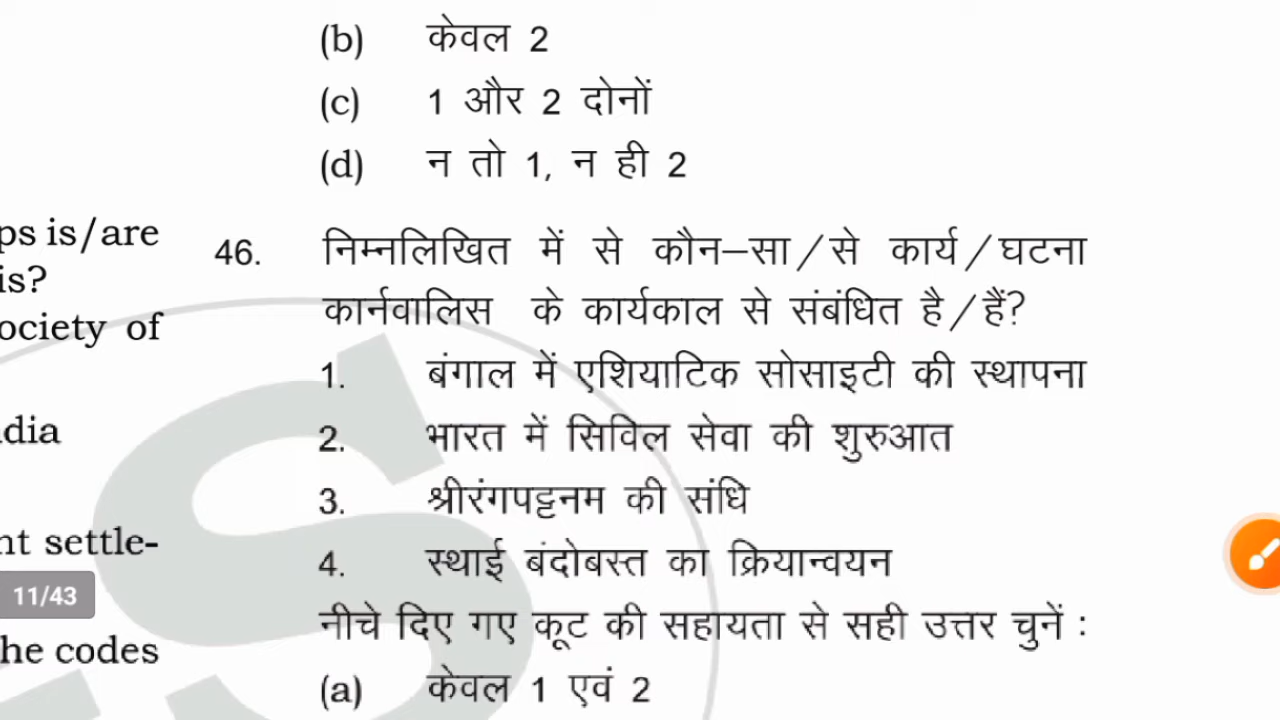 (b) केवल 2
(c) 1 और 2 दोनों
(d) न तो 1, न ही 2
ps is/are
is?
ociety of
dia
nt settle-
11/43
he codes
46. निम्नलिखित में से कौन–सा/से कार्य/घटना
कार्नवालिस के कार्यकाल से संबंधित है/हैं?
1. बंगाल में एशियाटिक सोसाइटी की स्थापना
2. भारत में सिविल सेवा की शुरुआत
3. श्रीरंगपट्टनम की संधि
4. स्थाई बंदोबस्त का क्रियान्वयन
नीचे दिए गए कूट की सहायता से सही उत्तर चुनें :
(a) केवल 1 एवं 2